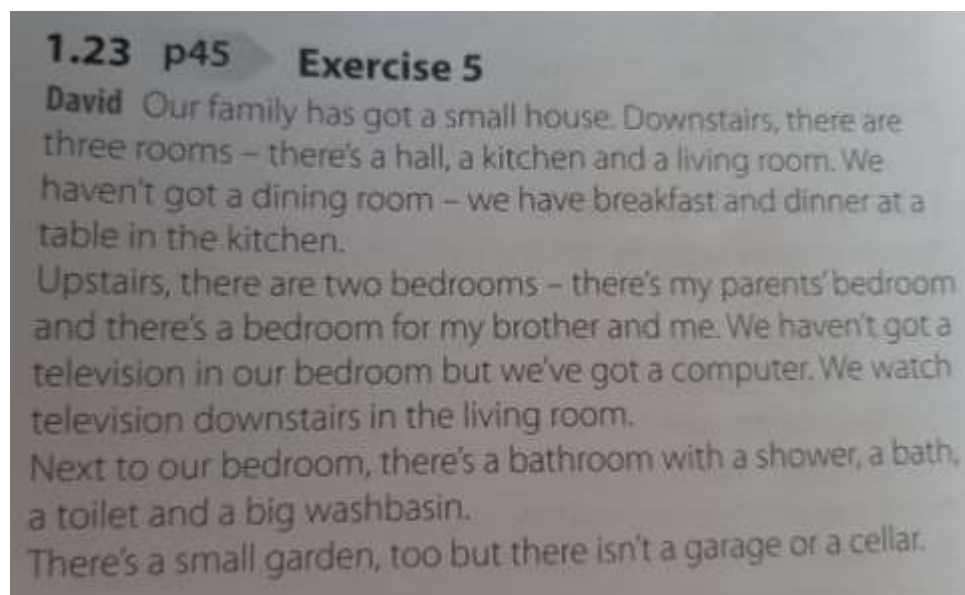 1.23 p45 Exercise 5
David Our family has got a small house. Downstairs, there are
three rooms – there's a hall, a kitchen and a living room. We
haven't got a dining room – we have breakfast and dinner at a
table in the kitchen.
Upstairs, there are two bedrooms – there's my parents' bedroom
and there's a bedroom for my brother and me. We haven't got a
television in our bedroom but we've got a computer. We watch
television downstairs in the living room.
Next to our bedroom, there's a bathroom with a shower, a bath,
a toilet and a big washbasin.
There's a small garden, too but there isn't a garage or a cellar.